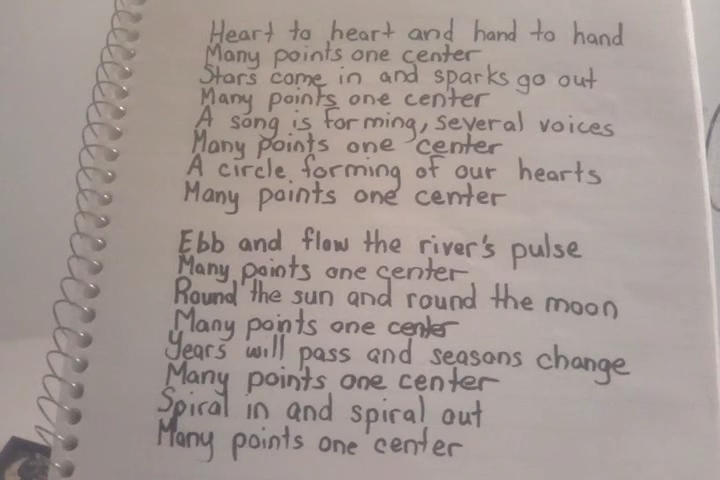 Heart to heart and hand to hand
Many points one center
Stars come in and sparks go out
Many points one center
A song is forming, several voices
Many points one center
A circle forming of our hearts
Many points one center
Ebb and flow the river's pulse
Many points one center
Round the sun and round the moon
Many points one center
Years will pass and seasons change
Many points one center
Spiral in and spiral out
Many points one center